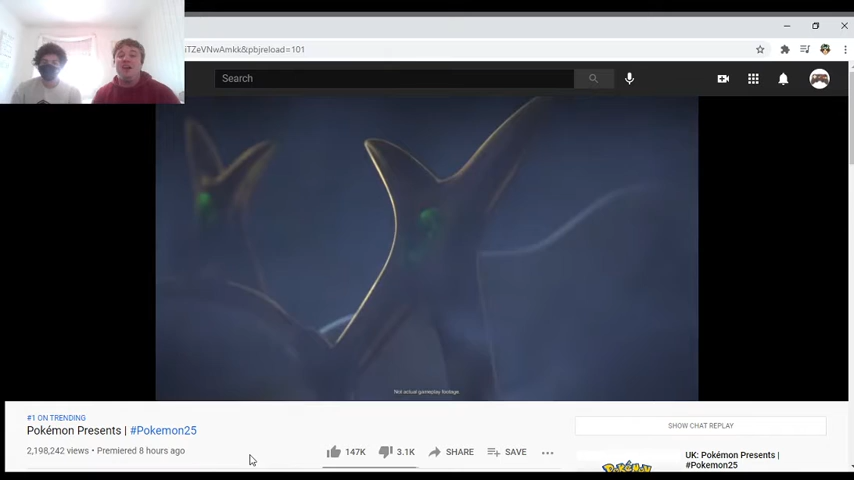 iTZeVNwAmkk&pbjreload=101
Search
Not actual gameplay footage.
#1 ON TRENDING
Pokémon Presents | #Pokemon25
2,198,242 views • Premiered 8 hours ago
147K
3.1K
SHARE
SAVE
SHOW CHAT REPLAY
POKéMON
UK: Pokémon Presents |
#Pokemon25